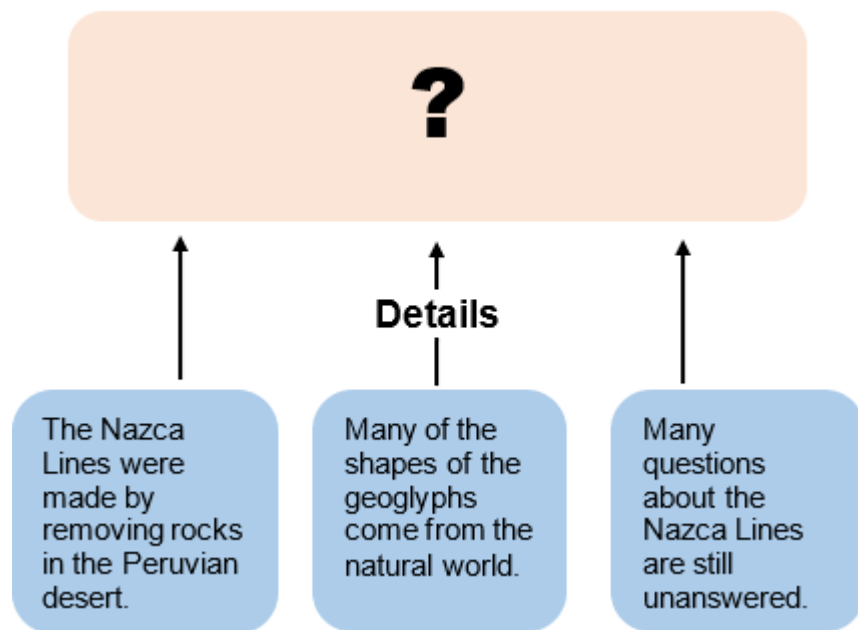 ?
Details
The Nazca
Lines were
made by
removing rocks
in the Peruvian
desert.
Many of the
shapes of the
geoglyphs
come from the
natural world.
Many
questions
about the
Nazca Lines
are still
unanswered.